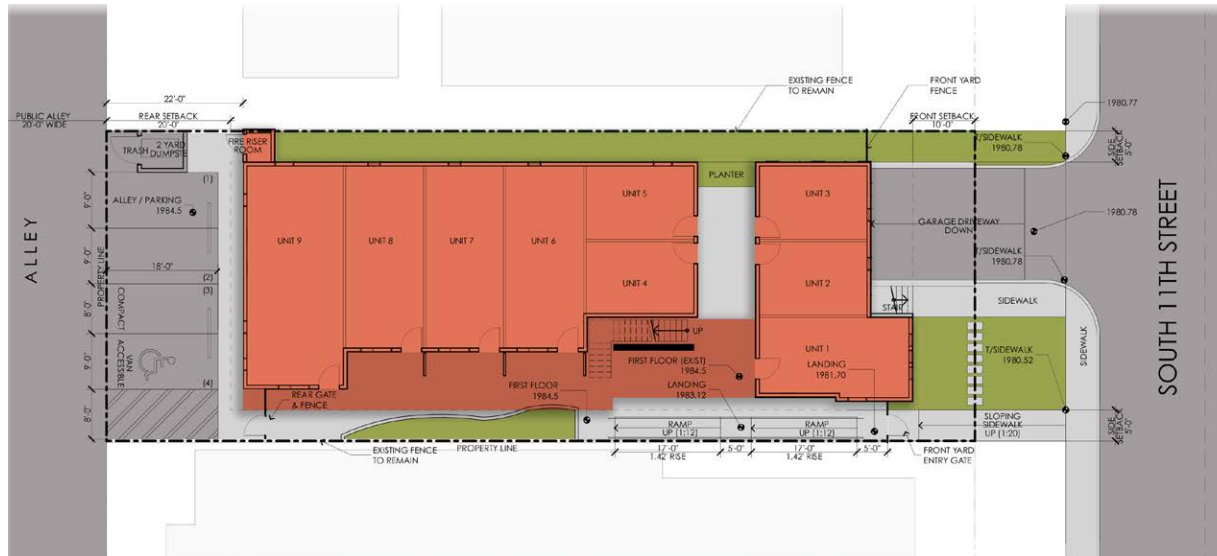 22'-0"
PUBLIC ALLEY
20'-0" WIDE
REAR SETBACK
20'-0"
EXISTING FENCE
TO REMAIN
FRONT YARD
FENCE
1980.77
FRONT SETBACK
10'-0"
SIDE
SETBACK
5'-0"
TRASH
2 YARD
DUMPSTE
FIRE RISER
ROOM
T/SIDEWALK
1980.78
PLANTER
(1)
9'-0"
ALLEY / PARKING
1984.5
UNIT 9
UNIT 8
UNIT 7
UNIT 6
UNIT 5
UNIT 3
GARAGE DRIVEWAY
DOWN
1980.78
ALLEY
PROPERTY LINE
9'-0"
18'-0"
(2)
T/SIDEWALK
1980.78
UNIT 4
UNIT 2
(3)
8'-0"
COMPACT
STAIR
SIDEWALK
SIDEWALK
SOUTH 11TH STREET
UP
9'-0"
VAN
ACCESSIBLE
(4)
UNIT 1
FIRST FLOOR (EXIST)
1984.5
LANDING
1981.70
T/SIDEWALK
1980.52
FIRST FLOOR
1984.5
LANDING
1983.12
REAR GATE
& FENCE
8'-0"
RAMP
UP (1:12)
RAMP
UP (1:12)
SLOPING
SIDEWALK
UP (1:20)
SIDE
SETBACK
5'-0"
EXISTING FENCE
TO REMAIN
PROPERTY LINE
17'-0"
1.42' RISE
5'-0"
17'-0"
1.42' RISE
5'-0"
FRONT YARD
ENTRY GATE